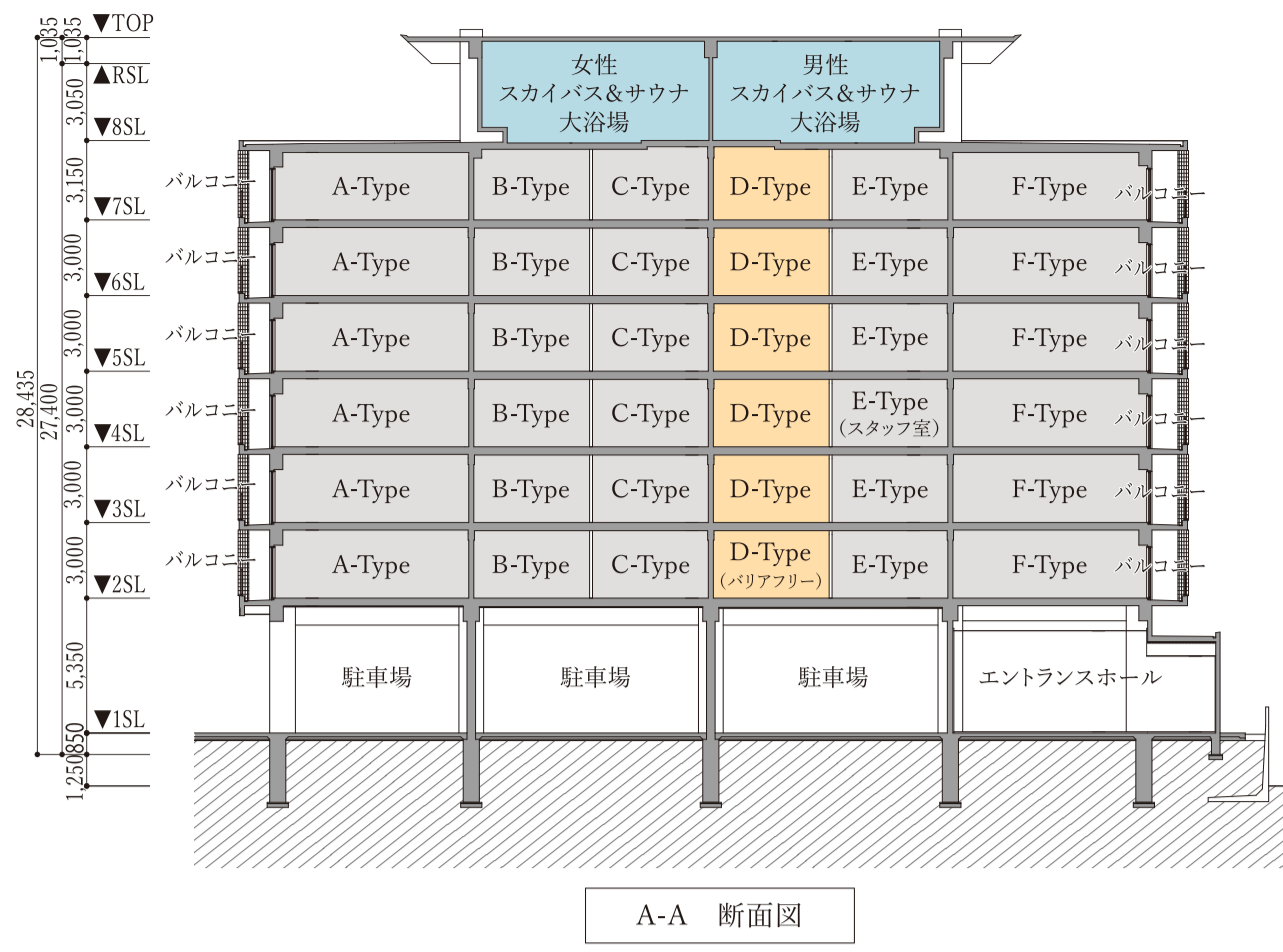 ▼TOP
1,035
1,035
▲RSL
3,050
▼8SL
3,150
▼7SL
3,000
▼6SL
3,000
▼5SL
3,000
▼4SL
3,000
▼3SL
3,000
▼2SL
5,350
▼1SL
850
1,250
28,435
27,400
女性
スカイバス&サウナ
大浴場
男性
スカイバス&サウナ
大浴場
バルコニー A-Type B-Type C-Type D-Type E-Type F-Type バルコニー
バルコニー A-Type B-Type C-Type D-Type E-Type F-Type バルコニー
バルコニー A-Type B-Type C-Type D-Type E-Type F-Type バルコニー
バルコニー A-Type B-Type C-Type D-Type E-Type F-Type バルコニー
(スタッフ室)
バルコニー A-Type B-Type C-Type D-Type E-Type F-Type バルコニー
バルコニー A-Type B-Type C-Type D-Type E-Type F-Type バルコニー
(バリアフリー)
駐車場 駐車場 駐車場 エントランスホール
A-A 断面図